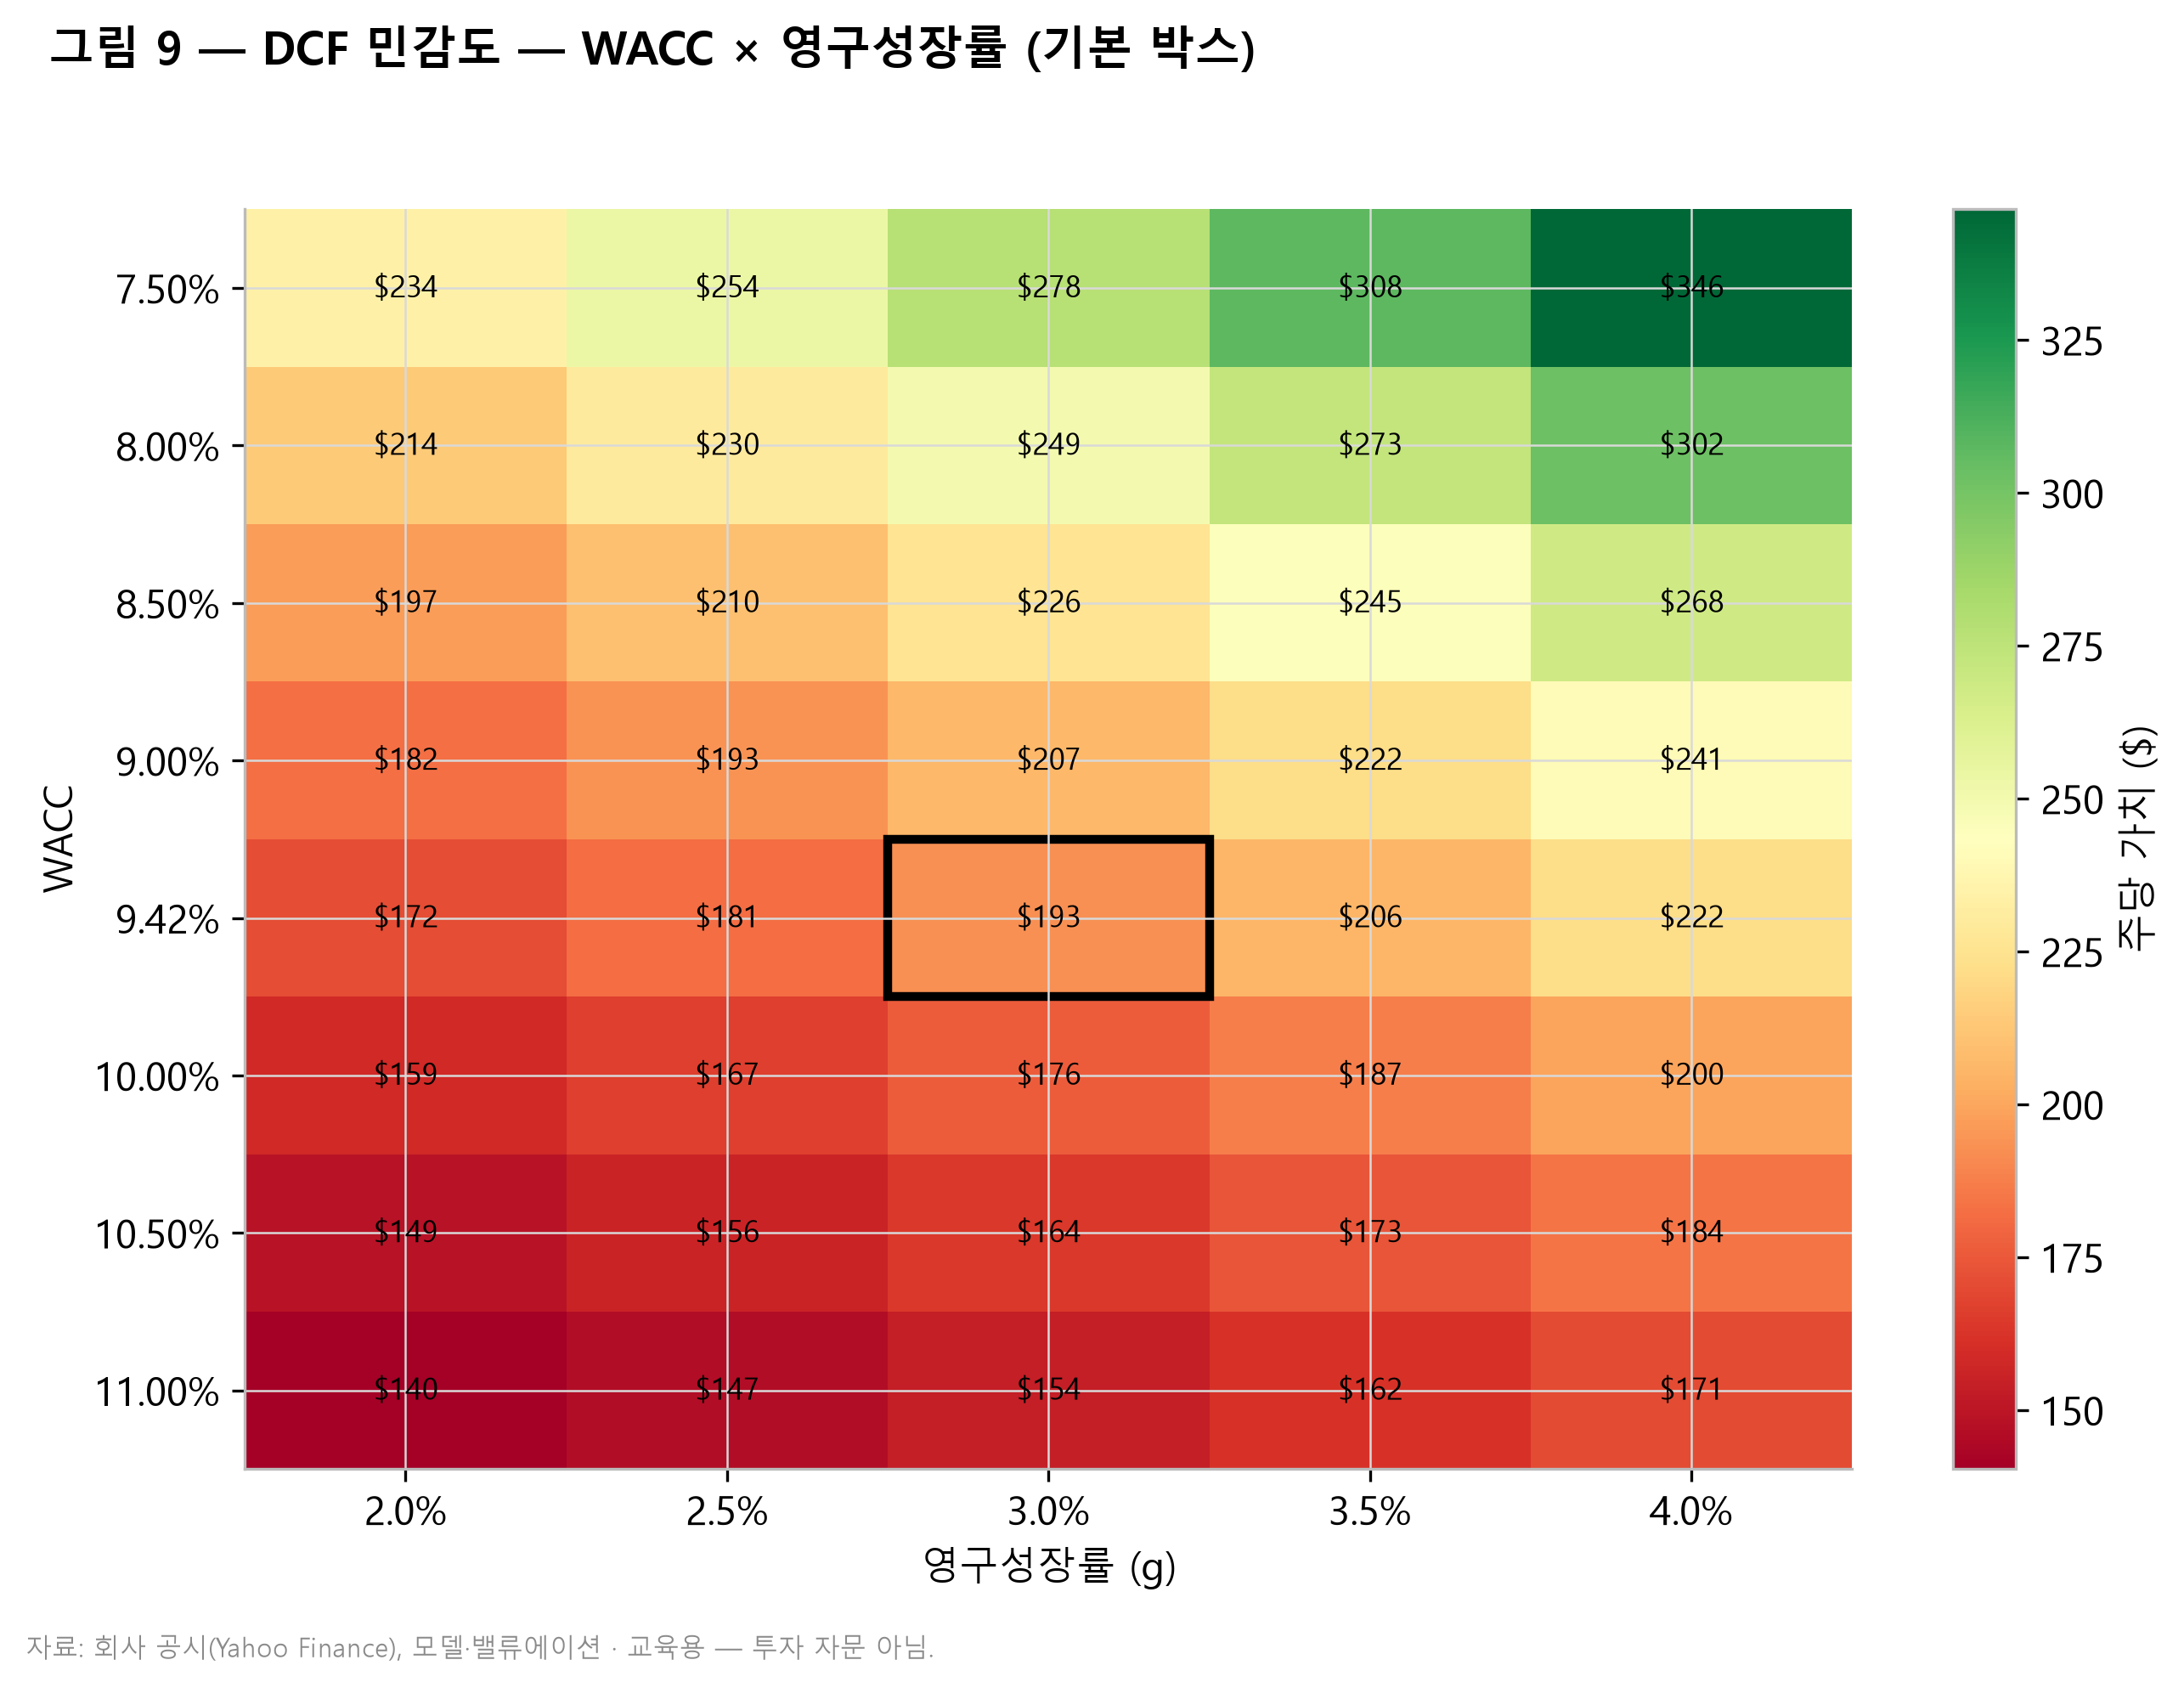 그림 9 — DCF 민감도 — WACC × 영구성장률 (기본 박스)
7.50% $234 $254 $278 $308 $346
8.00% $214 $230 $249 $273 $302
8.50% $197 $210 $226 $245 $268
9.00% $182 $193 $207 $222 $241
9.42% $172 $181 $193 $206 $222
10.00% $159 $167 $176 $187 $200
10.50% $149 $156 $164 $173 $184
11.00% $140 $147 $154 $162 $171
WACC
2.0% 2.5% 3.0% 3.5% 4.0%
영구성장률 (g)
325
300
275
250
225
200
175
150
주당 가치 ($)
자료: 회사 공시(Yahoo Finance), 모델·밸류에이션 · 교육용 — 투자 자문 아님.